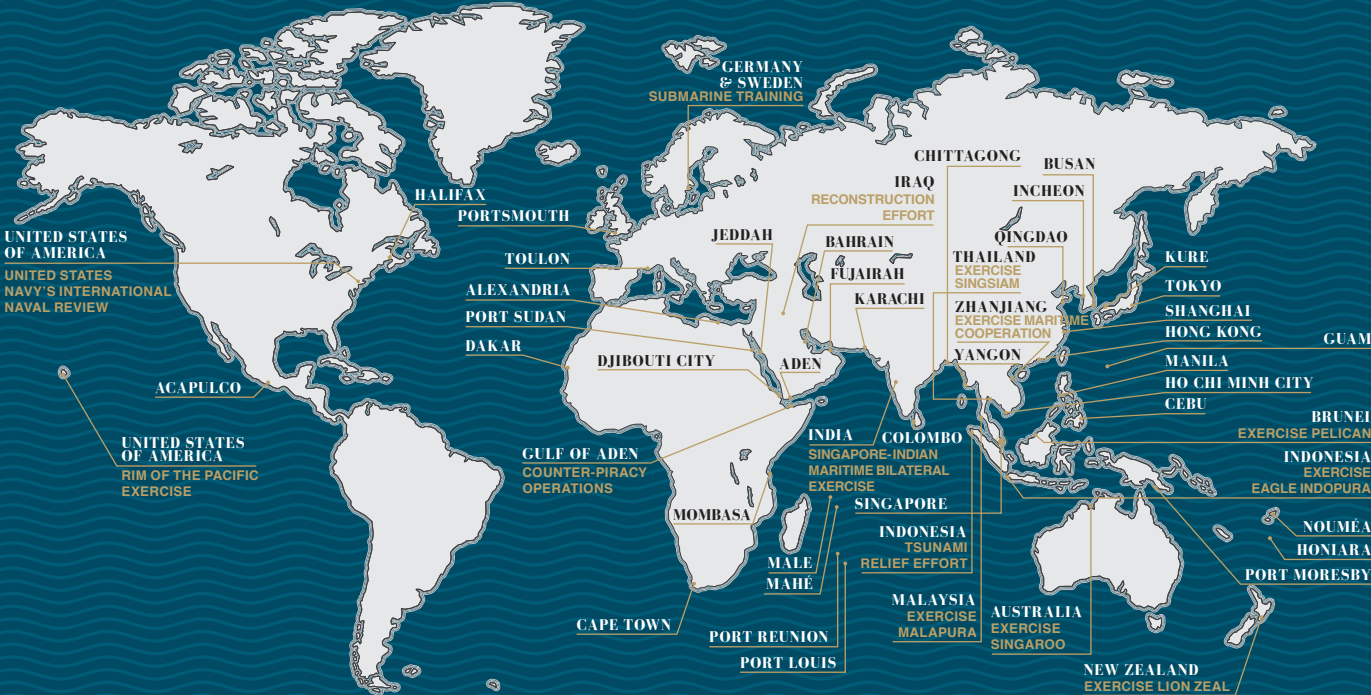 GERMANY
& SWEDEN
SUBMARINE TRAINING
CHITTAGONG
BUSAN
IRAQ
RECONSTRUCTION
EFFORT
INCHEON
HALIFAX
PORTSMOUTH
UNITED STATES
OF AMERICA
UNITED STATES
NAVY'S INTERNATIONAL
NAVAL REVIEW
JEDDAH
BAHRAIN
QINGDAO
TOULON
FUJAIRAH
THAILAND
EXERCISE
SINGSIAM
KURE
ALEXANDRIA
KARACHI
TOKYO
PORT SUDAN
ZHANJIANG
EXERCISE MARITIME
COOPERATION
SHANGHAI
HONG KONG
GUAM
DAKAR
DJIBOUTI CITY
ADEN
YANGON
MANILA
ACAPULCO
HO CHI MINH CITY
CEBU
BRUNEI
EXERCISE PELICAN
UNITED STATES
OF AMERICA
RIM OF THE PACIFIC
EXERCISE
GULF OF ADEN
COUNTER-PIRACY
OPERATIONS
INDIA
SINGAPORE-INDIAN
MARITIME BILATERAL
EXERCISE
COLOMBO
INDONESIA
EXERCISE
EAGLE INDOPURA
MOMBASA
SINGAPORE
NOUMÉA
INDONESIA
TSUNAMI
RELIEF EFFORT
HONIARA
MALE
PORT MORESBY
MAHÉ
MALAYSIA
EXERCISE
MALAPURA
AUSTRALIA
EXERCISE
SINGAROO
CAPE TOWN
PORT REUNION
PORT LOUIS
NEW ZEALAND
EXERCISE LION ZEAL